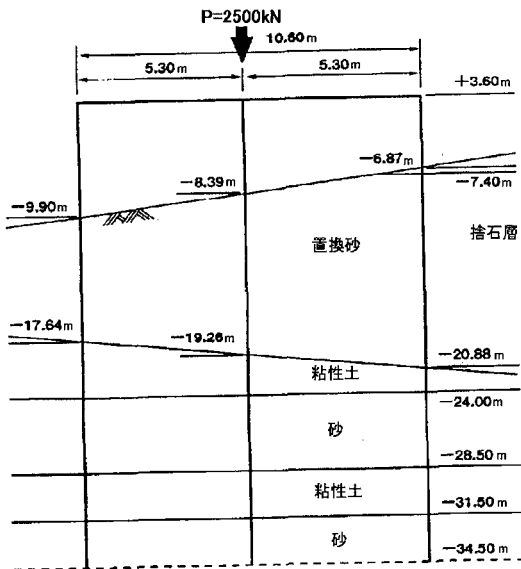 P=2500kN
10.60m
5.30m 5.30m
+3.60m
-6.87m
-8.39m
-7.40m
-9.90m
置換砂
捨石層
-17.64m
-19.26m
-20.88m
粘性土
-24.00m
砂
-28.50m
粘性土
-31.50m
砂
-34.50m